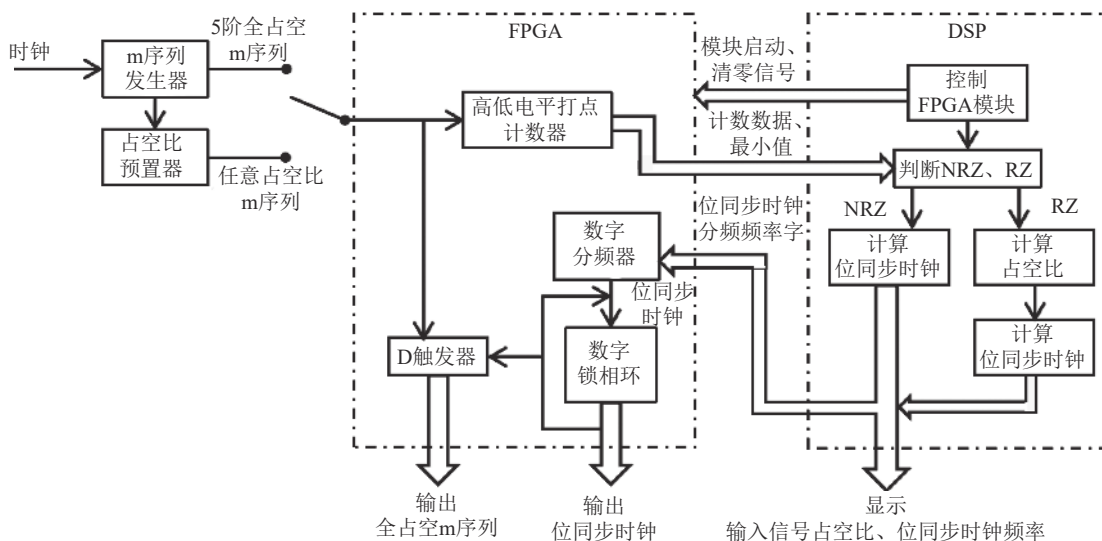 时钟
m序列
发生器
5阶全占空
m序列
占空比
预置器
任意占空比
m序列
FPGA
高低电平打点
计数器
数字
分频器
位同步
时钟
数字
锁相环
D触发器
输出
全占空m序列
输出
位同步时钟
模块启动、
清零信号
计数数据、
最小值
位同步时钟
分频频率字
DSP
控制
FPGA模块
判断NRZ、RZ
NRZ
RZ
计算
位同步时钟
计算
占空比
计算
位同步时钟
显示
输入信号占空比、位同步时钟频率